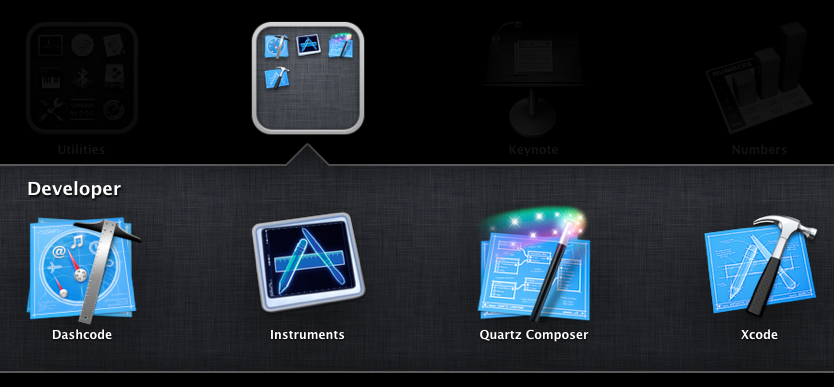 Utilities
Keynote
Numbers
Developer
Dashcode
Instruments
Quartz Composer
Xcode